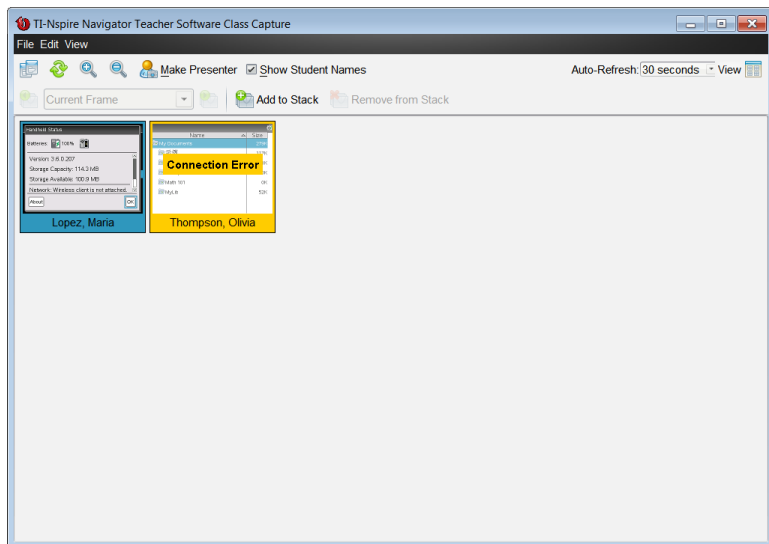 TI-Nspire Navigator Teacher Software Class Capture
File Edit View
Make Presenter Show Student Names Auto-Refresh: 30 seconds View
Current Frame Add to Stack Remove from Stack
Handheld Status
Batteries: 100%
Version: 3.6.0.207
Storage Capacity: 114.3 MB
Storage Available: 100.9 MB
Network: Wireless client is not attached.
About OK
Lopez, Maria
Name Size
My Documents
Connection Error
Math 101 0K
MyLib 50K
Thompson, Olivia